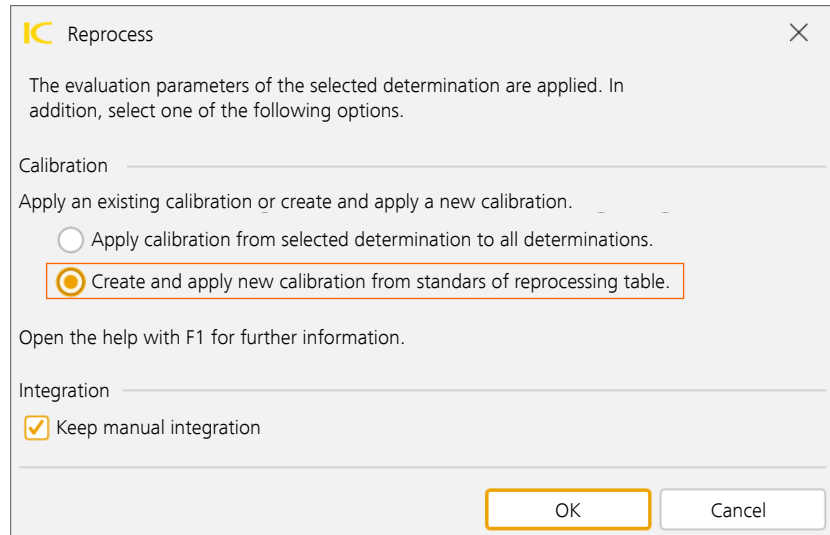 IC Reprocess
The evaluation parameters of the selected determination are applied. In
addition, select one of the following options.
Calibration
Apply an existing calibration or create and apply a new calibration.
Apply calibration from selected determination to all determinations.
Create and apply new calibration from standars of reprocessing table.
Open the help with F1 for further information.
Integration
Keep manual integration
OK Cancel